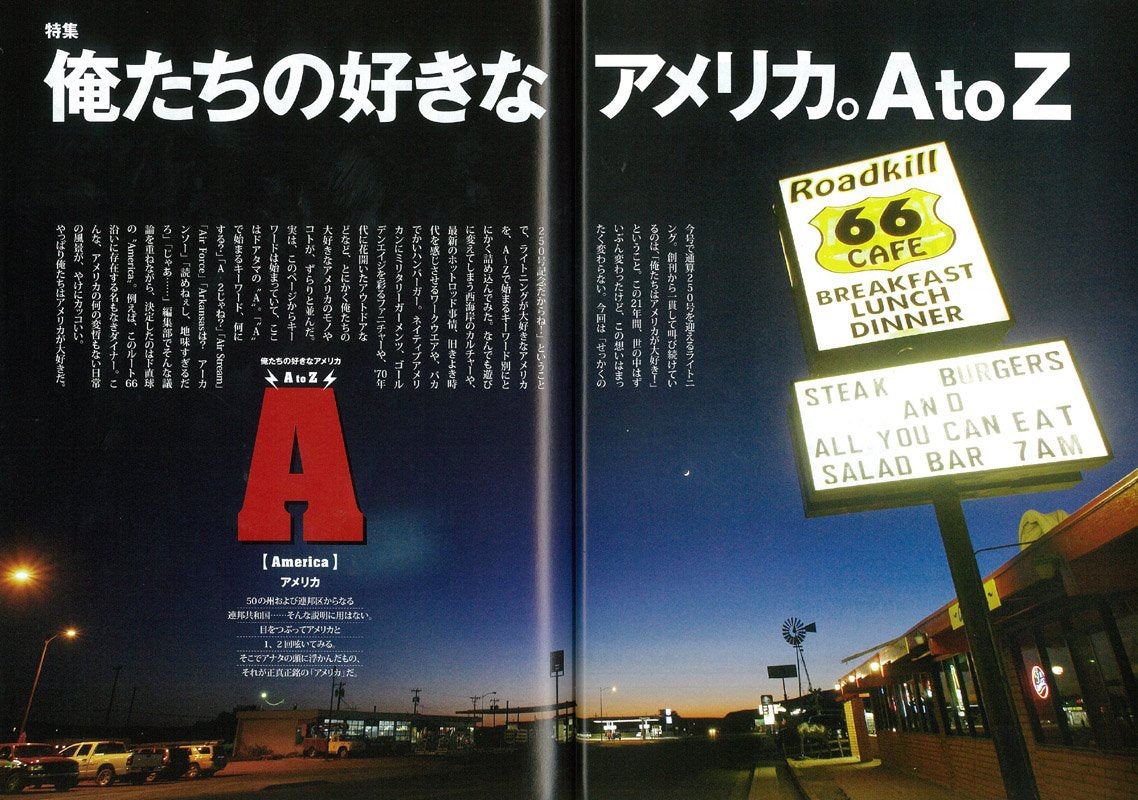 特集
俺たちの好きな アメリカ。A to Z
今号で通算250号を迎えるライトニ
ング。創刊から一貫して叫び続けてい
るのは、「俺たちはアメリカが大好き！」
ということ。この21年間、世の中はず
いぶん変わったけど、この想いはまっ
たく変わらない。今回は「せっかくの
250号記念だからね！」ということ
で、ライトニングが大好きなアメリカ
を、A〜Zで始まるキーワード別にと
にかく詰め込んでみた。なんでも遊び
に変えてしまう西海岸のカルチャーや、
最新のホットロッド事情、旧きよき時
代を感じさせるワークウエアや、バカ
でかいハンバーガー。ネイティブアメリ
カンにミリタリーガーメンツ、ゴール
デンエイジを彩るファニチャーや、'70年
代に花開いたアウトドアな
どなど、とにかく俺たちの
大好きなアメリカのモノや
コトが、ずらりと並んだ。
実は、このページからキー
ワードは始まっていて、ここ
はドアタマの「A」。「A」
で始まるキーワード、何に
する？「A-2じゃね？」「Air Stream」
「Air Force」「Arkansasは？ アーカ
ンソー」「読めねぇし、地味すぎるだ
ろ」「じゃあ……」編集部でそんな議
論を重ねながら、決定したのはド直球
の〝America〟。例えば、このルート66
沿いに存在する名もなきダイナー。こ
んな、アメリカの何の変哲もない日常
の風景が、やけにカッコいい。
やっぱり俺たちはアメリカが大好きだ。
俺たちの好きなアメリカ
A to Z
A
【America】
アメリカ
50の州および連邦区からなる
連邦共和国……そんな説明に用はない。
目をつぶってアメリカと
1、2回呟いてみる。
そこでアナタの頭に浮かんだもの、
それが正真正銘の「アメリカ」だ。
Roadkill
66
CAFE
BREAKFAST
LUNCH
DINNER
STEAK BURGERS
AND
ALL YOU CAN EAT
SALAD BAR 7AM